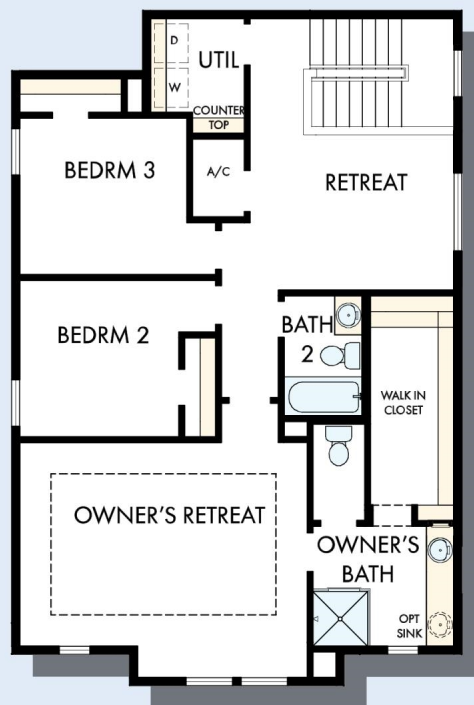 D
UTIL
W
COUNTER
TOP
BEDRM 3
A/C
RETREAT
BEDRM 2
BATH
2
WALK IN
CLOSET
OWNER'S RETREAT
OWNER'S
BATH
OPT
SINK